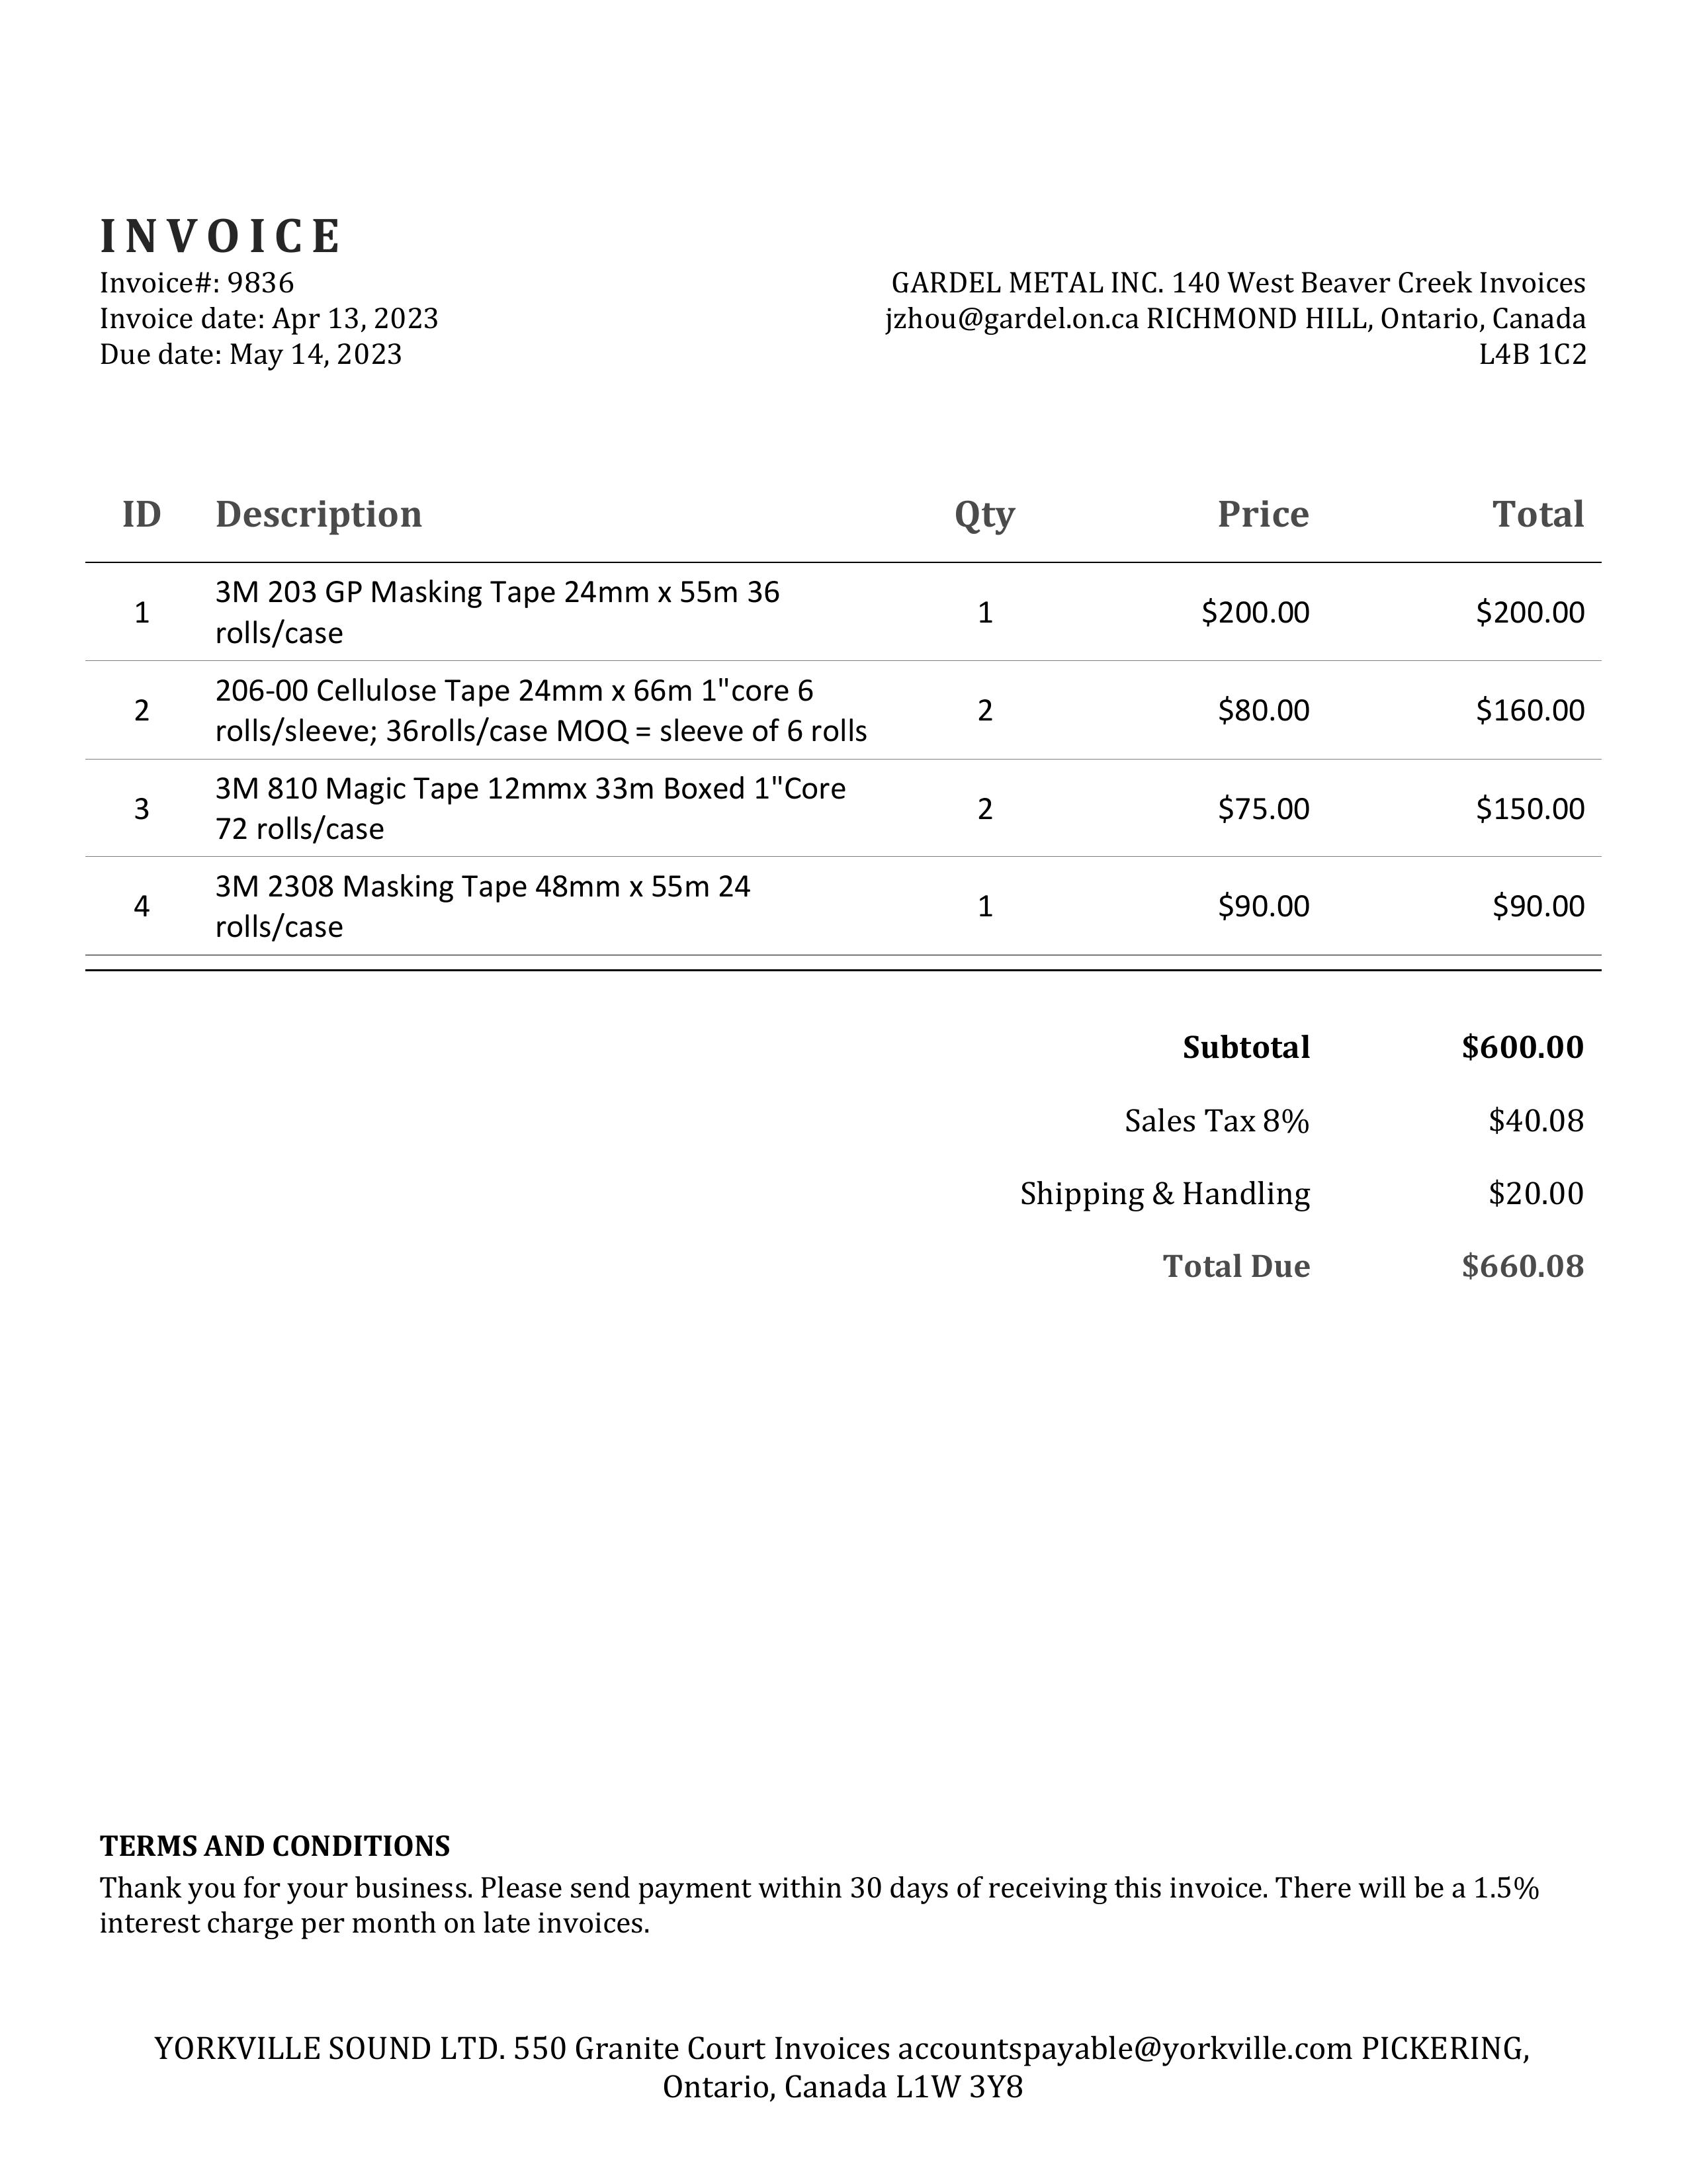 INVOICE
Invoice#: 9836
Invoice date: Apr 13, 2023
Due date: May 14, 2023
GARDEL METAL INC. 140 West Beaver Creek Invoices
jzhou@gardel.on.ca RICHMOND HILL, Ontario, Canada
L4B 1C2
ID Description Qty Price Total
1 3M 203 GP Masking Tape 24mm x 55m 36
rolls/case 1 $200.00 $200.00
2 206-00 Cellulose Tape 24mm x 66m 1"core 6
rolls/sleeve; 36rolls/case MOQ = sleeve of 6 rolls 2 $80.00 $160.00
3 3M 810 Magic Tape 12mmx 33m Boxed 1"Core
72 rolls/case 2 $75.00 $150.00
4 3M 2308 Masking Tape 48mm x 55m 24
rolls/case 1 $90.00 $90.00
Subtotal $600.00
Sales Tax 8% $40.08
Shipping & Handling $20.00
Total Due $660.08
TERMS AND CONDITIONS
Thank you for your business. Please send payment within 30 days of receiving this invoice. There will be a 1.5%
interest charge per month on late invoices.
YORKVILLE SOUND LTD. 550 Granite Court Invoices accountspayable@yorkville.com PICKERING,
Ontario, Canada L1W 3Y8